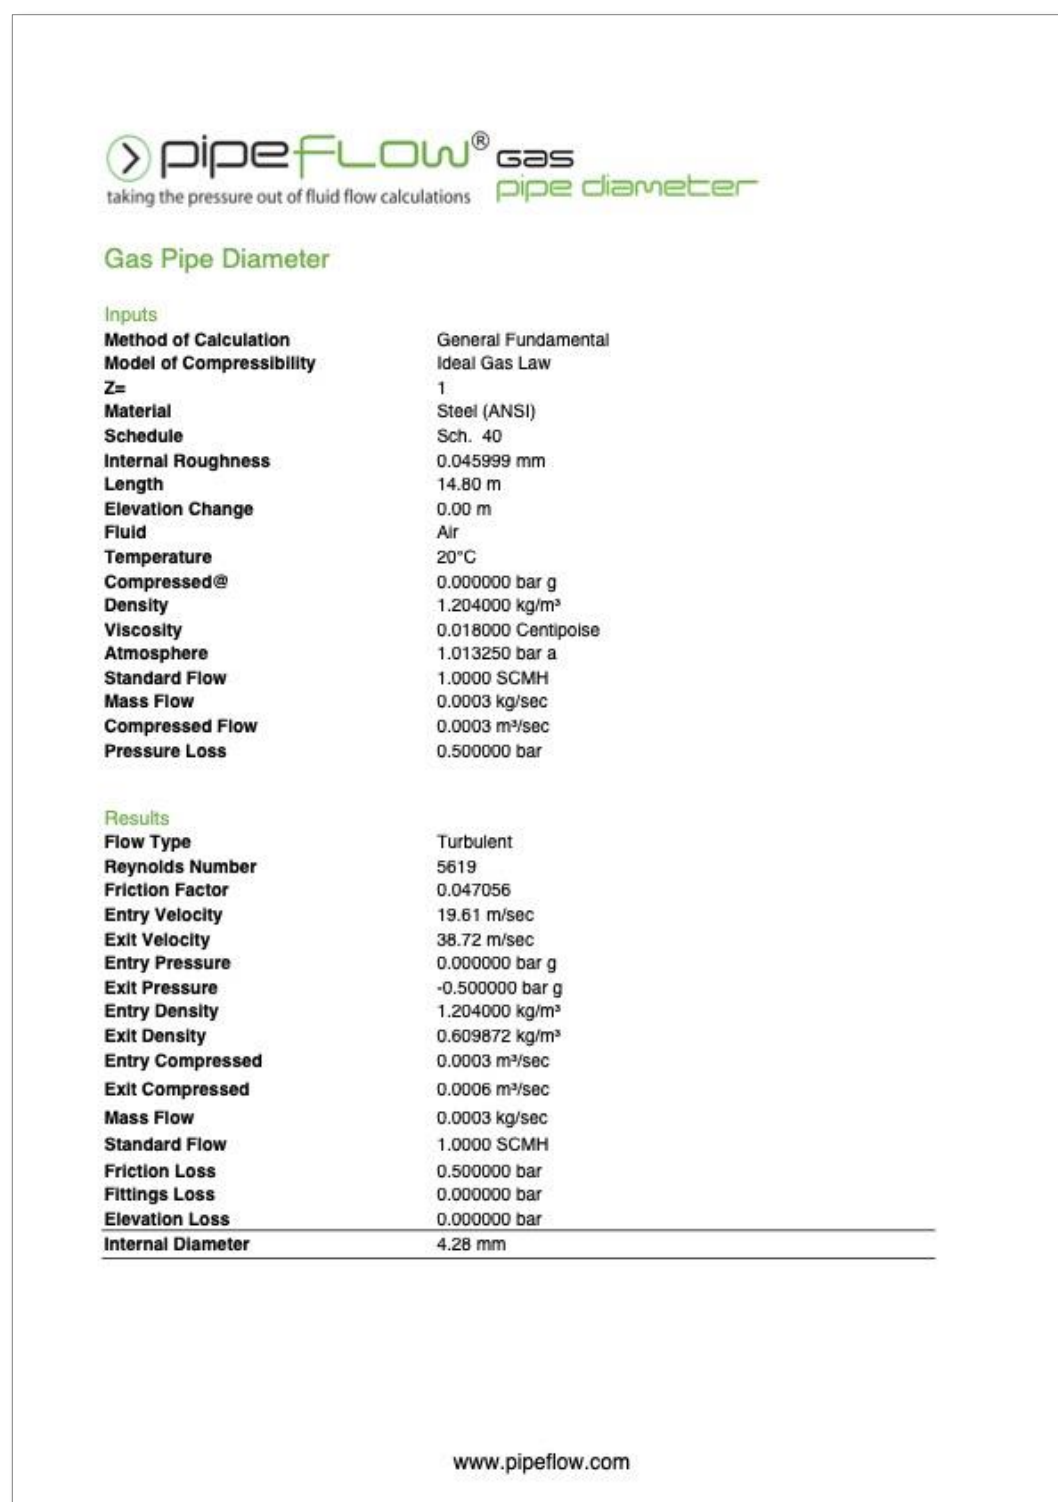 pipeFLOW® Gas
taking the pressure out of fluid flow calculations pipe diameter
Gas Pipe Diameter
Inputs
Method of Calculation General Fundamental
Model of Compressibility Ideal Gas Law
Z= 1
Material Steel (ANSI)
Schedule Sch. 40
Internal Roughness 0.045999 mm
Length 14.80 m
Elevation Change 0.00 m
Fluid Air
Temperature 20°C
Compressed@ 0.000000 bar g
Density 1.204000 kg/m³
Viscosity 0.018000 Centipoise
Atmosphere 1.013250 bar a
Standard Flow 1.0000 SCMH
Mass Flow 0.0003 kg/sec
Compressed Flow 0.0003 m³/sec
Pressure Loss 0.500000 bar
Results
Flow Type Turbulent
Reynolds Number 5619
Friction Factor 0.047056
Entry Velocity 19.61 m/sec
Exit Velocity 38.72 m/sec
Entry Pressure 0.000000 bar g
Exit Pressure -0.500000 bar g
Entry Density 1.204000 kg/m³
Exit Density 0.609872 kg/m³
Entry Compressed 0.0003 m³/sec
Exit Compressed 0.0006 m³/sec
Mass Flow 0.0003 kg/sec
Standard Flow 1.0000 SCMH
Friction Loss 0.500000 bar
Fittings Loss 0.000000 bar
Elevation Loss 0.000000 bar
Internal Diameter 4.28 mm
www.pipeflow.com